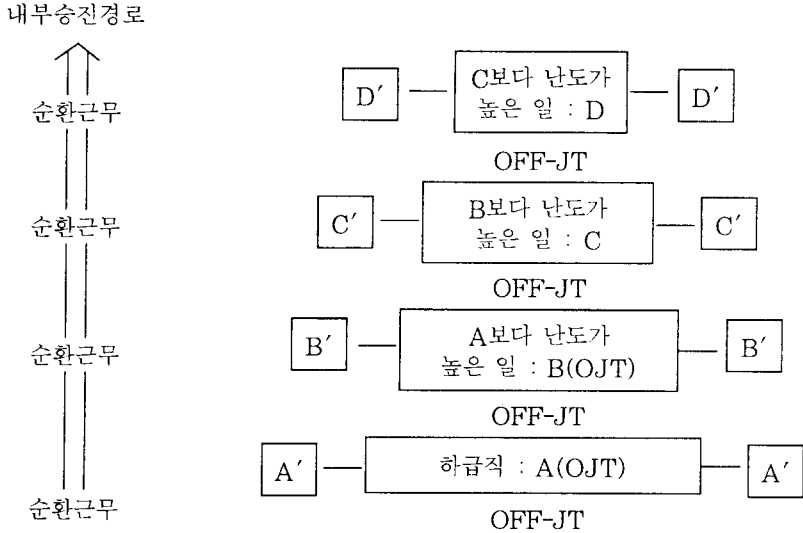 내부승진경로
D′
C보다 난도가
높은 일 : D
D′
순환근무
OFF-JT
C′
B보다 난도가
높은 일 : C
C′
순환근무
OFF-JT
B′
A보다 난도가
높은 일 : B(OJT)
B′
순환근무
OFF-JT
A′
하급직 : A(OJT)
A′
순환근무
OFF-JT